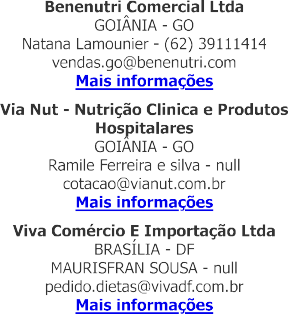 Benenutri Comercial Ltda
GOIÂNIA - GO
Natana Lamounier - (62) 39111414
vendas.go@benenutri.com
Mais informações
Via Nut - Nutrição Clinica e Produtos
Hospitalares
GOIÂNIA - GO
Ramile Ferreira e silva - null
cotacao@vianut.com.br
Mais informações
Viva Comércio E Importação Ltda
BRASÍLIA - DF
MAURISFRAN SOUSA - null
pedido.dietas@vivadf.com.br
Mais informações